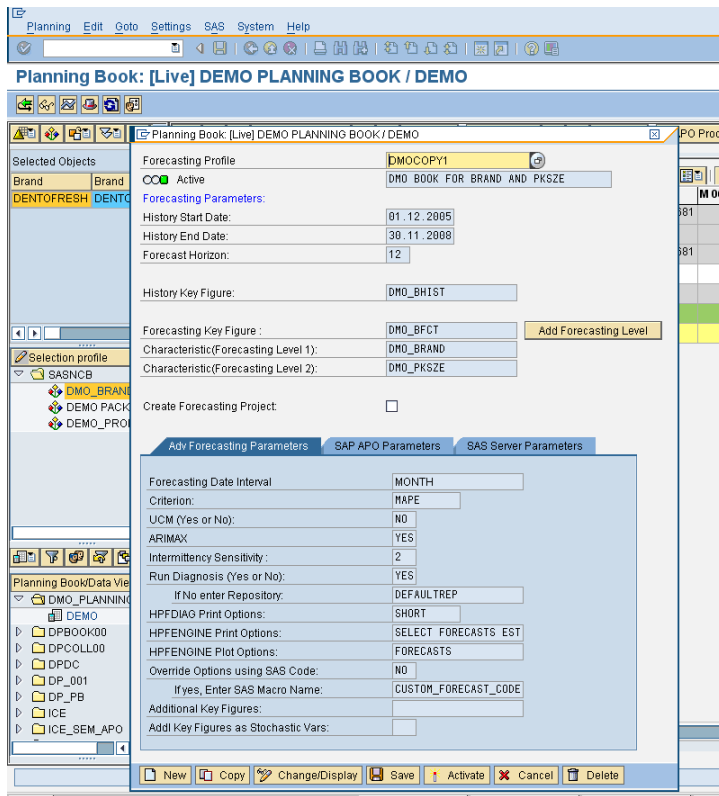 Planning Edit Goto Settings SAS System Help
Planning Book: [Live] DEMO PLANNING BOOK / DEMO
Selected Objects
Brand Brand
DENTOFRESH DENTO
Planning Book: [Live] DEMO PLANNING BOOK / DEMO
APO Proc
M 0
681
681
Forecasting Profile DMOCOPY1
Active DMO BOOK FOR BRAND AND PKSZE
Forecasting Parameters:
History Start Date: 01.12.2005
History End Date: 30.11.2008
Forecast Horizon: 12
History Key Figure: DMO_BHIST
Forecasting Key Figure : DMO_BFCT Add Forecasting Level
Characteristic(Forecasting Level 1): DMO_BRAND
Characteristic(Forecasting Level 2): DMO_PKSZE
Create Forecasting Project:
Selection profile
SASNCB
DMO_BRAND
DEMO PACK
DEMO_PRO
Adv Forecasting Parameters SAP APO Parameters SAS Server Parameters
Forecasting Date Interval MONTH
Criterion: MAPE
UCM (Yes or No): NO
ARIMAX YES
Intermittency Sensitivity : 2
Run Diagnosis (Yes or No): YES
If No enter Repository: DEFAULTREP
HPFDIAG Print Options: SHORT
HPFENGINE Print Options: SELECT FORECASTS EST
HPFENGINE Plot Options: FORECASTS
Override Options using SAS Code: NO
If yes, Enter SAS Macro Name: CUSTOM_FORECAST_CODE
Additional Key Figures:
Addl Key Figures as Stochastic Vars:
Planning Book/Data Vie
DMO_PLANNING
DEMO
DPBOOK00
DPCOLL00
DPDC
DP_001
DP_PB
ICE
ICE_SEM_APO
New Copy Change/Display Save Activate Cancel Delete